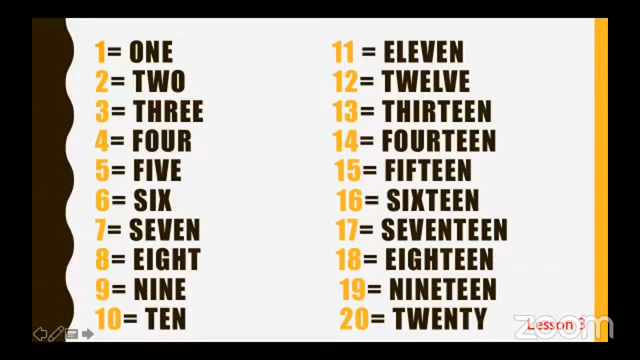 1= ONE
2= TWO
3= THREE
4= FOUR
5= FIVE
6= SIX
7= SEVEN
8= EIGHT
9= NINE
10= TEN
11 = ELEVEN
12= TWELVE
13= THIRTEEN
14= FOURTEEN
15= FIFTEEN
16= SIXTEEN
17= SEVENTEEN
18= EIGHTEEN
19= NINETEEN
20= TWENTY
Lesson 3
zoom